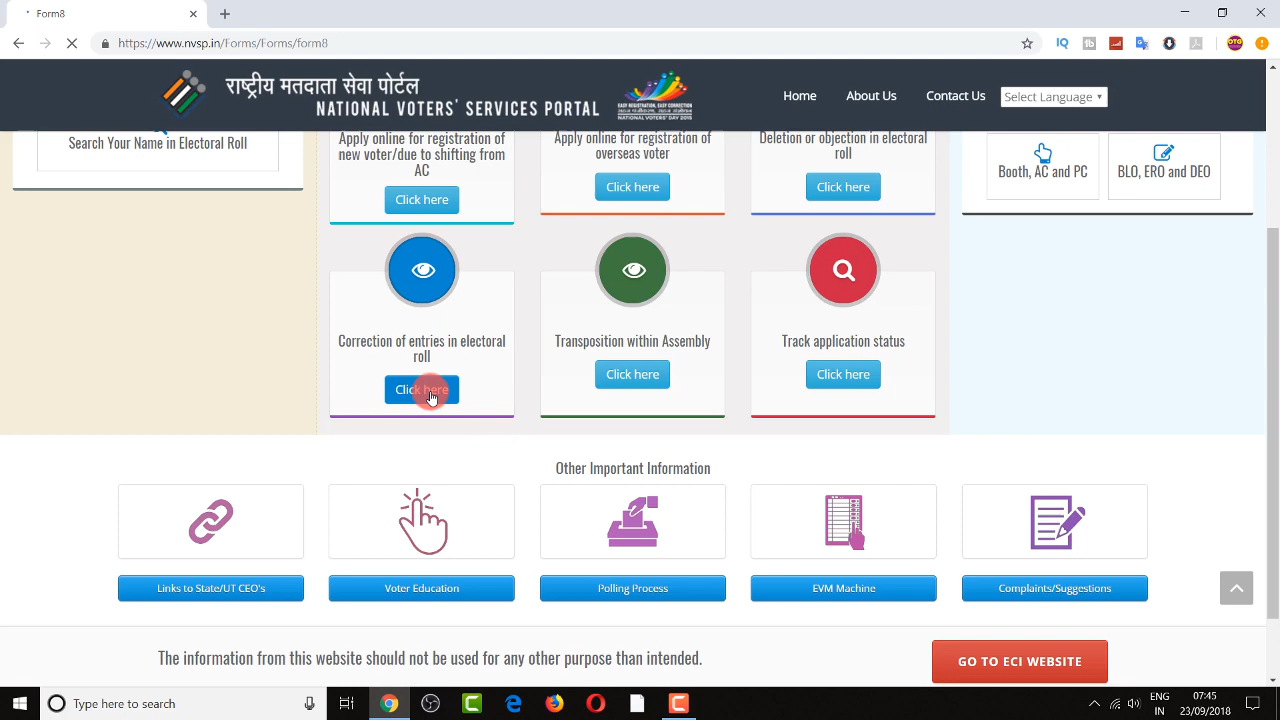 Form8
https://www.nvsp.in/Forms/Forms/form8
राष्ट्रीय मतदाता सेवा पोर्टल
NATIONAL VOTERS' SERVICES PORTAL
EASY REGISTRATION, EASY CORRECTION
NATIONAL VOTERS' DAY 2015
Home
About Us
Contact Us
Select Language
Search Your Name in Electoral Roll
Apply online for registration of
new voter/due to shifting from
AC
Click here
Apply online for registration of
overseas voter
Click here
Deletion or objection in electoral
roll
Click here
Booth, AC and PC
BLO, ERO and DEO
Correction of entries in electoral
roll
Click here
Transposition within Assembly
Click here
Track application status
Click here
Other Important Information
Links to State/UT CEO's
Voter Education
Polling Process
EVM Machine
Complaints/Suggestions
The information from this website should not be used for any other purpose than intended.
GO TO ECI WEBSITE
Type here to search
ENG
IN
07:45
23/09/2018